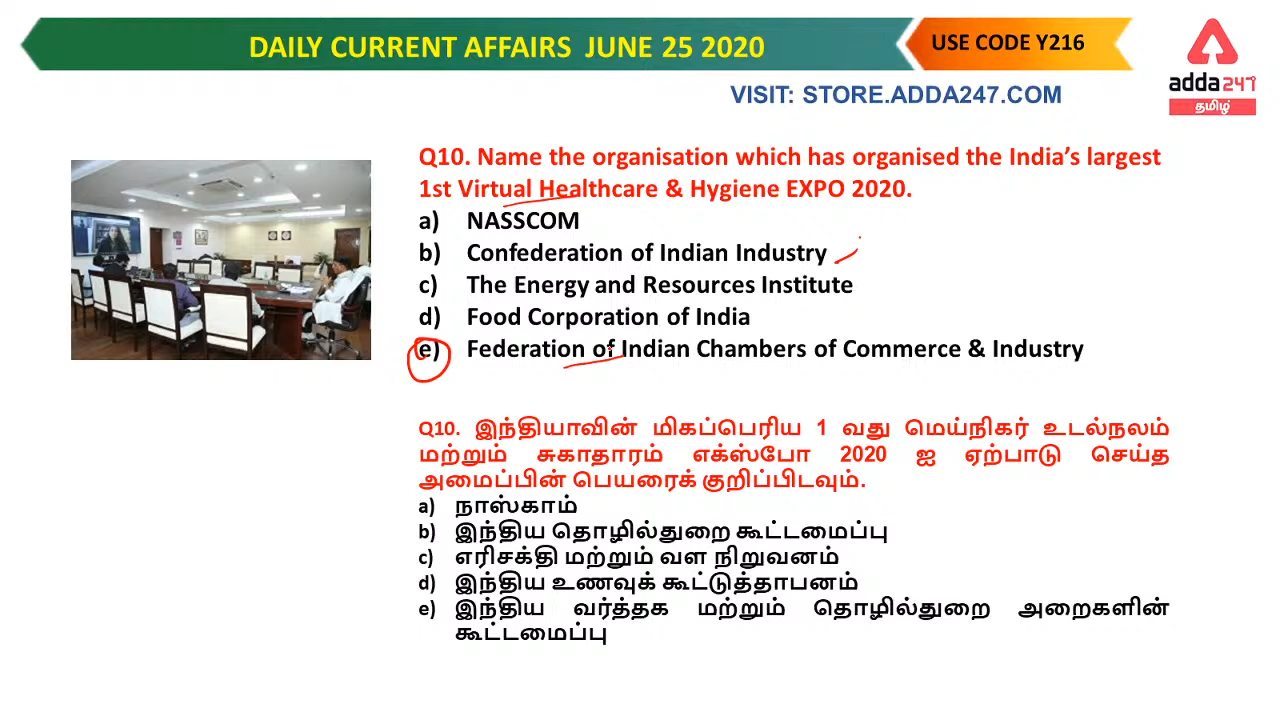 DAILY CURRENT AFFAIRS JUNE 25 2020
USE CODE Y216
adda247
தமிழ்
VISIT: STORE.ADDA247.COM
Q10. Name the organisation which has organised the India’s largest
1st Virtual Healthcare & Hygiene EXPO 2020.
a) NASSCOM
b) Confederation of Indian Industry
c) The Energy and Resources Institute
d) Food Corporation of India
e) Federation of Indian Chambers of Commerce & Industry
Q10. இந்தியாவின் மிகப்பெரிய 1 வது மெய்நிகர் உடல்நலம்
மற்றும் சுகாதாரம் எக்ஸ்போ 2020 ஐ ஏற்பாடு செய்த
அமைப்பின் பெயரைக் குறிப்பிடவும்.
a) நாஸ்காம்
b) இந்திய தொழில்துறை கூட்டமைப்பு
c) எரிசக்தி மற்றும் வள நிறுவனம்
d) இந்திய உணவுக் கூட்டுத்தாபனம்
e) இந்திய வர்த்தக மற்றும் தொழில்துறை அறைகளின்
கூட்டமைப்பு